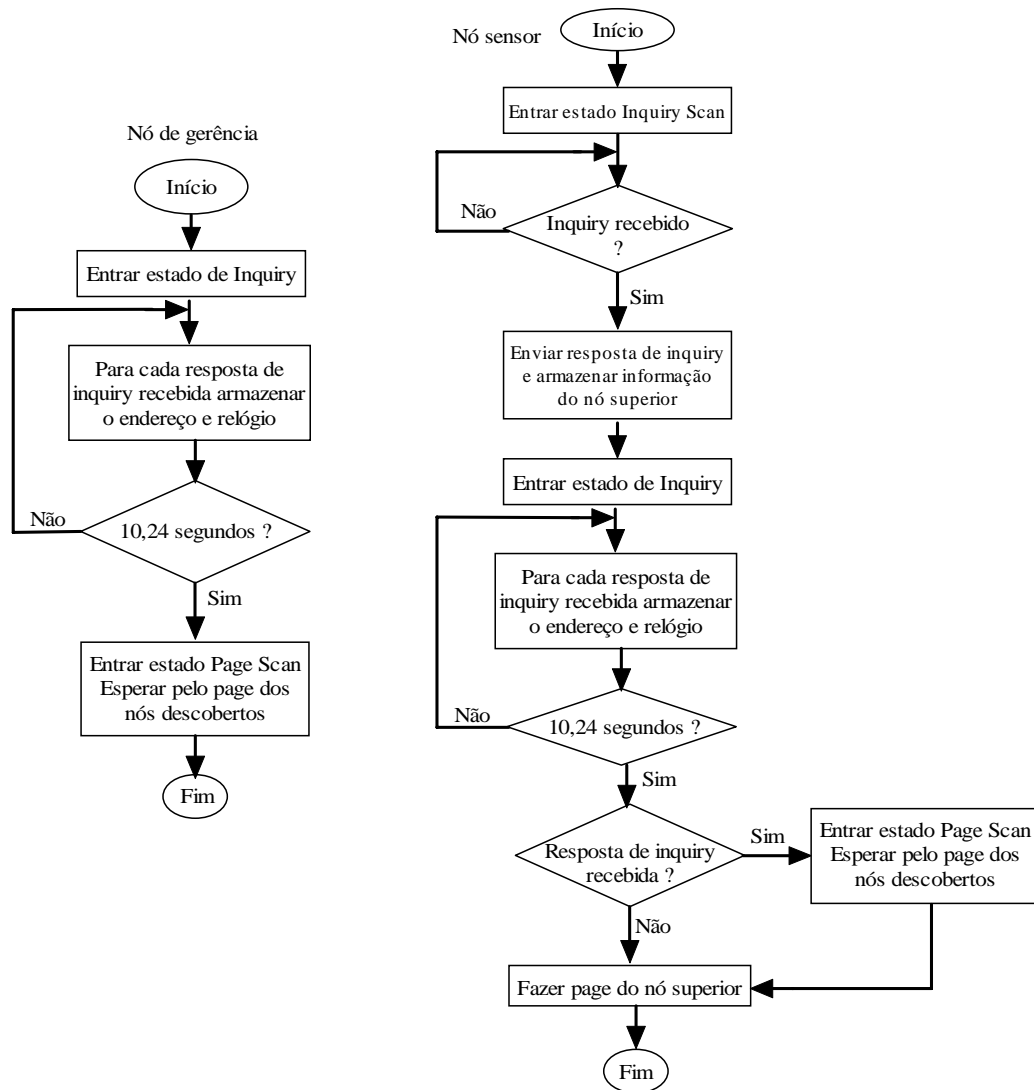 Nó de gerência
Início
Entrar estado de Inquiry
Para cada resposta de
inquiry recebida armazenar
o endereço e relógio
Não
10,24 segundos ?
Sim
Entrar estado Page Scan
Esperar pelo page dos
nós descobertos
Fim
Nó sensor
Início
Entrar estado Inquiry Scan
Não
Inquiry recebido
?
Sim
Enviar resposta de inquiry
e armazenar informação
do nó superior
Entrar estado de Inquiry
Para cada resposta de
inquiry recebida armazenar
o endereço e relógio
Não
10,24 segundos ?
Sim
Resposta de inquiry
recebida ?
Sim
Entrar estado Page Scan
Esperar pelo page dos
nós descobertos
Não
Fazer page do nó superior
Fim